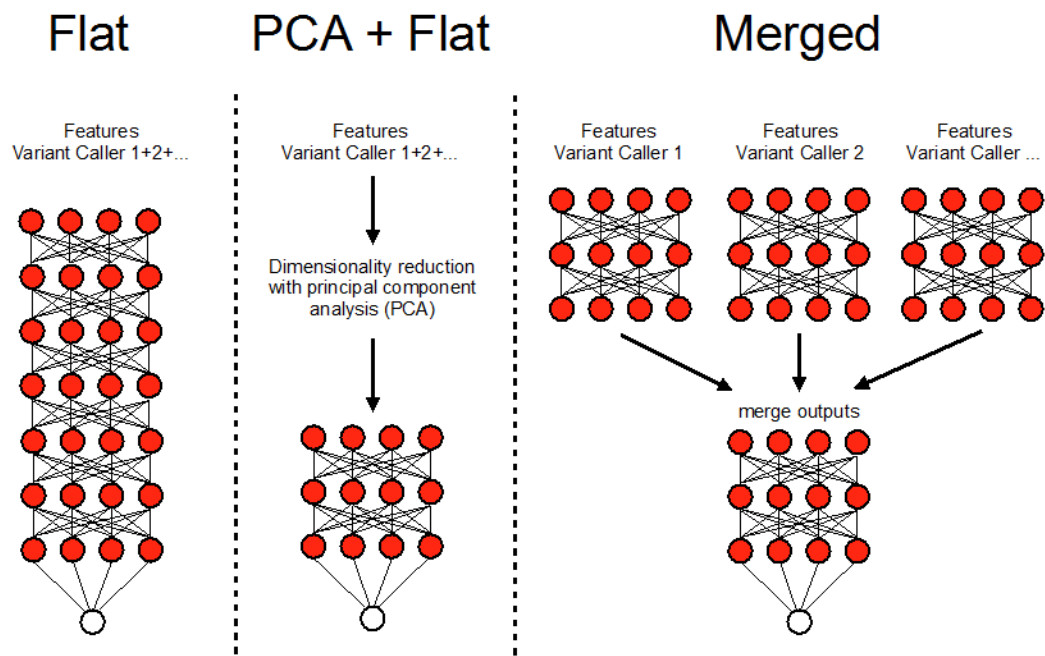 Flat
PCA + Flat
Merged
Features
Variant Caller 1+2+...
Features
Variant Caller 1+2+...
Features
Variant Caller 1
Features
Variant Caller 2
Features
Variant Caller ...
Dimensionality reduction
with principal component
analysis (PCA)
merge outputs